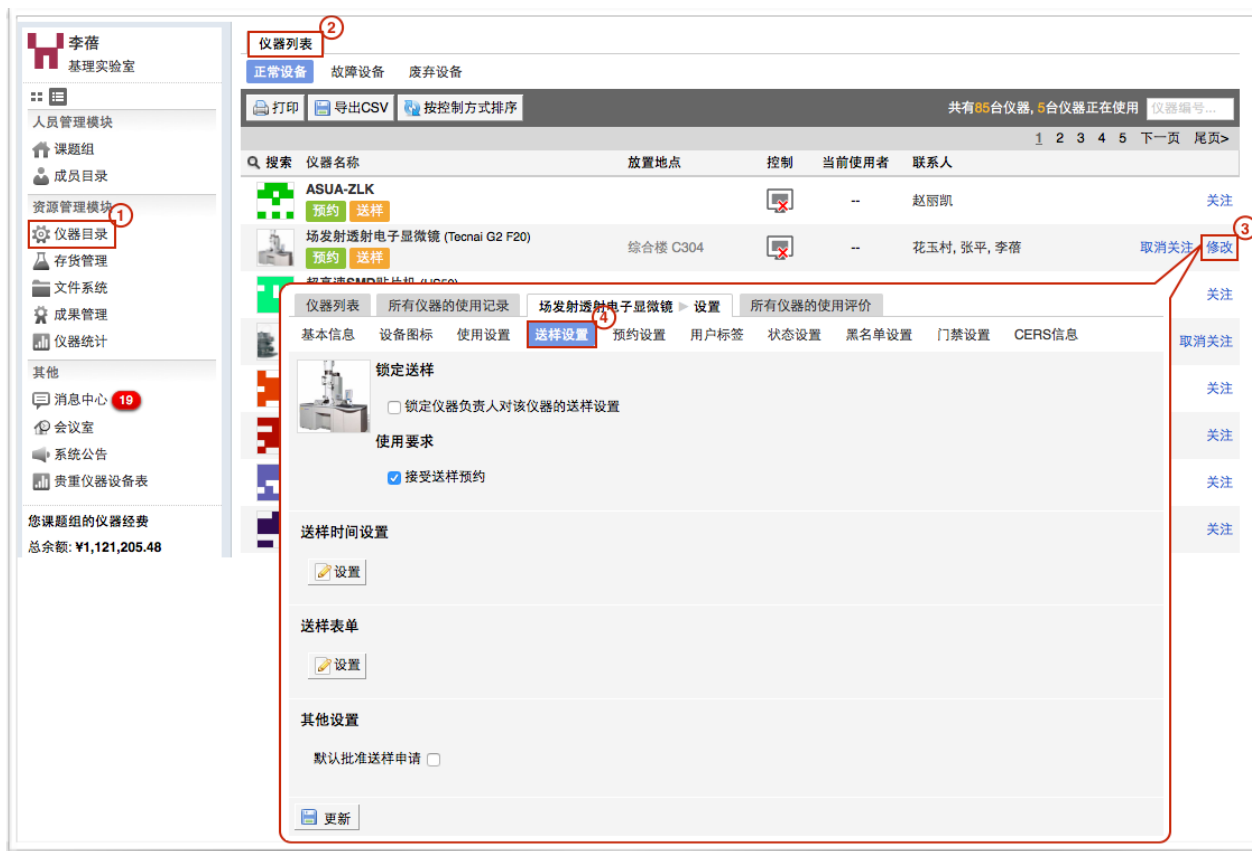 李蓓
基理实验室
人员管理模块
课题组
成员目录
资源管理模块
①
仪器目录
存货管理
文件系统
成果管理
仪器统计
其他
消息中心 19
会议室
系统公告
贵重仪器设备表
您课题组的仪器经费
总余额: ¥1,121,205.48
②
仪器列表
正常设备 故障设备 废弃设备
打印 导出CSV 按控制方式排序 共有85台仪器, 5台仪器正在使用 仪器编号...
1 2 3 4 5 下一页 尾页>
搜索 仪器名称 放置地点 控制 当前使用者 联系人
ASUA-ZLK
预约 送样 -- 赵丽凯 关注
③
场发射透射电子显微镜 (Tecnai G2 F20)
预约 送样 综合楼 C304 -- 花玉村, 张平, 李蓓 取消关注 修改
超高速SMD贴片机 (HS50)
关注
取消关注
关注
关注
关注
关注
仪器列表 所有仪器的使用记录 场发射透射电子显微镜 ▶ 设置 所有仪器的使用评价
④
基本信息 设备图标 使用设置 送样设置 预约设置 用户标签 状态设置 黑名单设置 门禁设置 CERS信息
锁定送样
锁定仪器负责人对该仪器的送样设置
使用要求
接受送样预约
送样时间设置
设置
送样表单
设置
其他设置
默认批准送样申请
更新